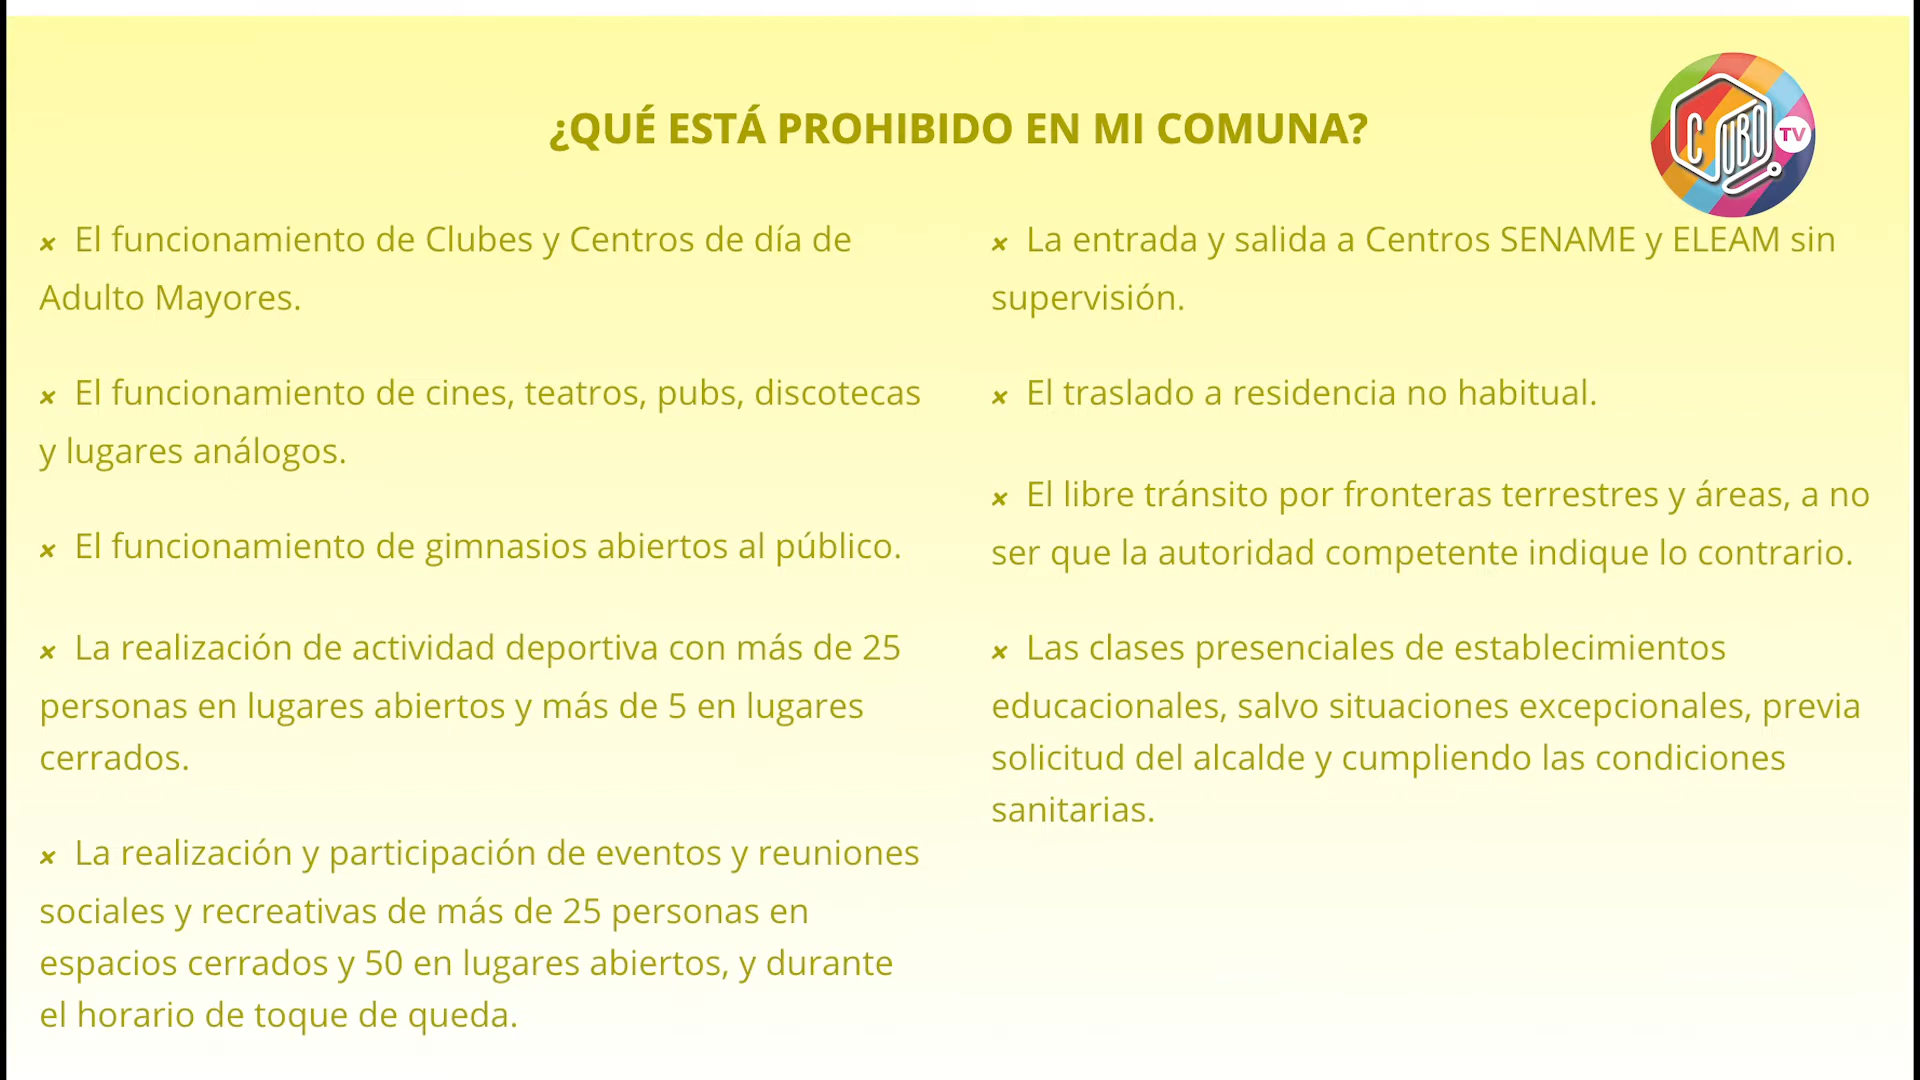 ¿QUÉ ESTÁ PROHIBIDO EN MI COMUNA?
CUBO TV
× El funcionamiento de Clubes y Centros de día de
Adulto Mayores.
× El funcionamiento de cines, teatros, pubs, discotecas
y lugares análogos.
× El funcionamiento de gimnasios abiertos al público.
× La realización de actividad deportiva con más de 25
personas en lugares abiertos y más de 5 en lugares
cerrados.
× La realización y participación de eventos y reuniones
sociales y recreativas de más de 25 personas en
espacios cerrados y 50 en lugares abiertos, y durante
el horario de toque de queda.
× La entrada y salida a Centros SENAME y ELEAM sin
supervisión.
× El traslado a residencia no habitual.
× El libre tránsito por fronteras terrestres y áreas, a no
ser que la autoridad competente indique lo contrario.
× Las clases presenciales de establecimientos
educacionales, salvo situaciones excepcionales, previa
solicitud del alcalde y cumpliendo las condiciones
sanitarias.